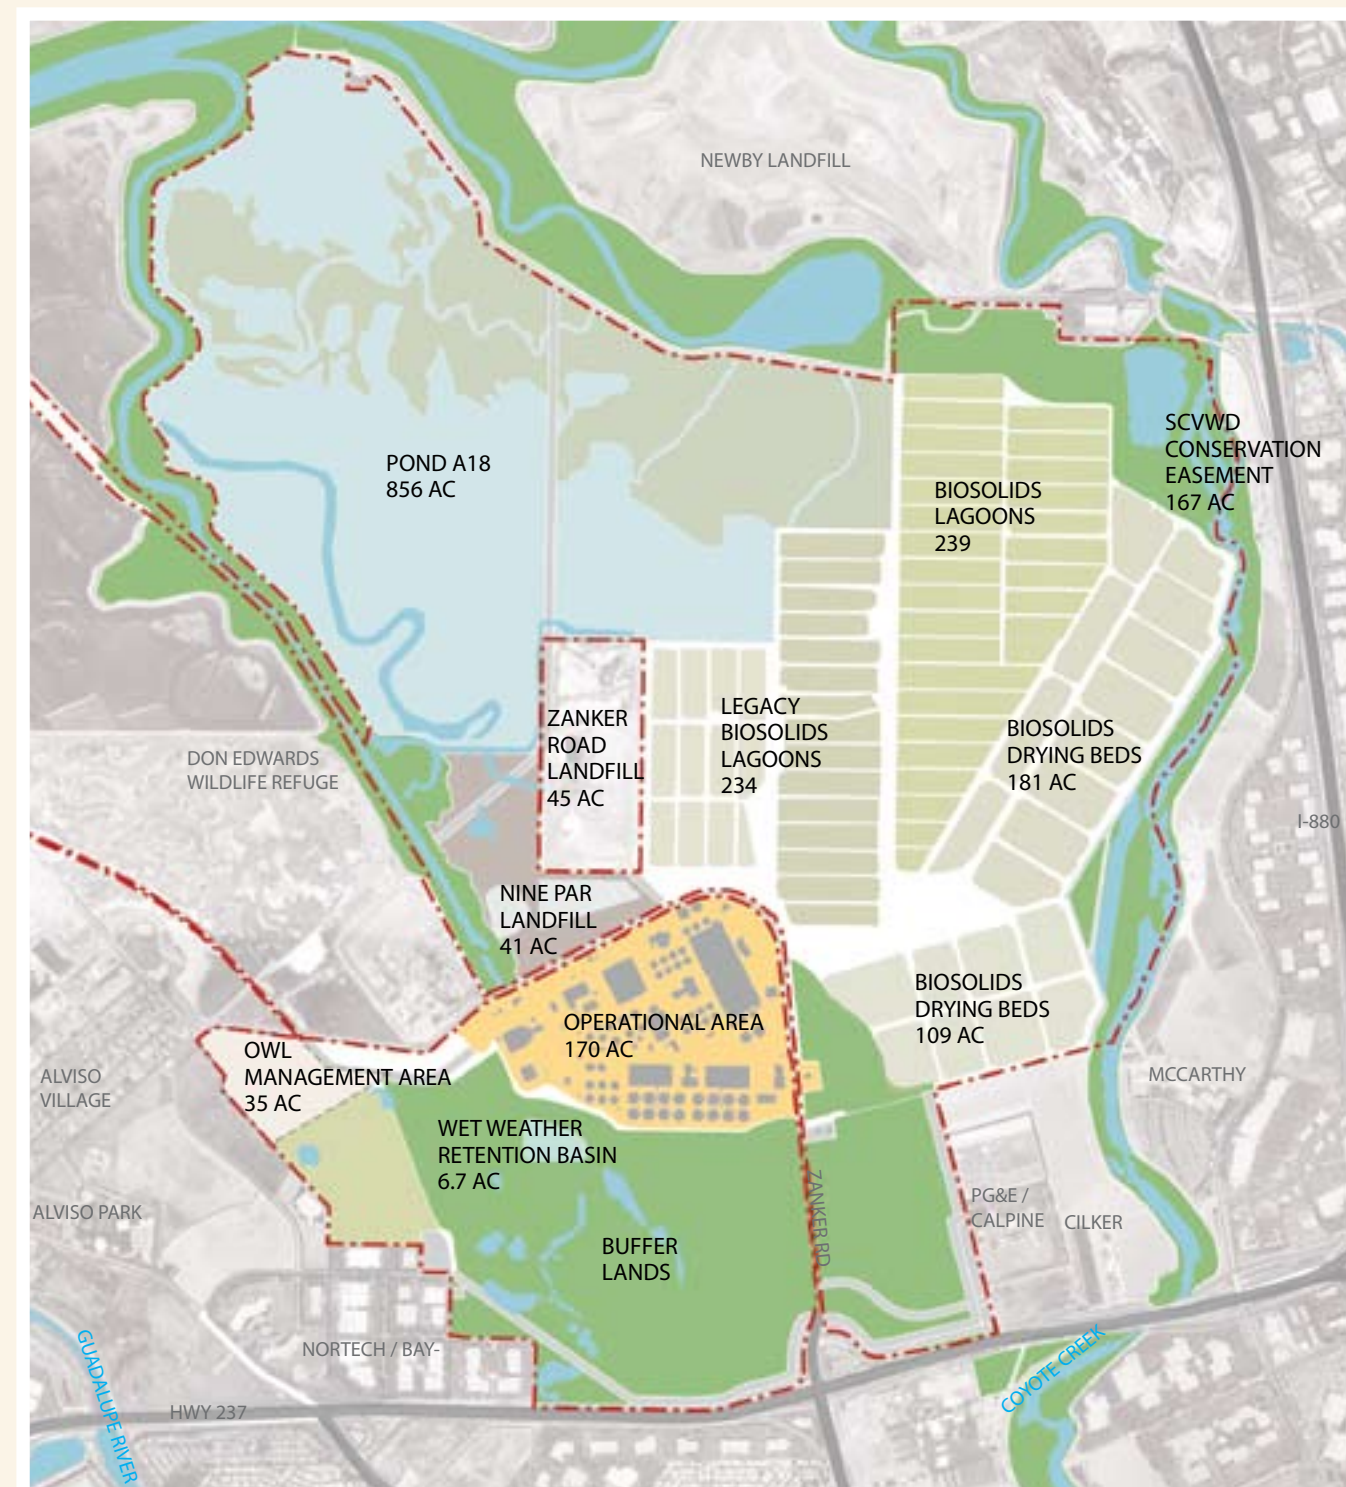 NEWBY LANDFILL
SCVWD
CONSERVATION
EASEMENT
167 AC
POND A18
856 AC
BIOSOLIDS
LAGOONS
239
ZANKER
ROAD
LANDFILL
45 AC
LEGACY
BIOSOLIDS
LAGOONS
234
BIOSOLIDS
DRYING BEDS
181 AC
DON EDWARDS
WILDLIFE REFUGE
I-880
NINE PAR
LANDFILL
41 AC
BIOSOLIDS
DRYING BEDS
109 AC
OPERATIONAL AREA
170 AC
OWL
MANAGEMENT AREA
35 AC
ALVISO
VILLAGE
MCCARTHY
WET WEATHER
RETENTION BASIN
6.7 AC
ZANKER RD
PG&E /
CALPINE
CILKER
ALVISO PARK
BUFFER
LANDS
NORTECH / BAY-
GUADALUPE RIVER
COYOTE CREEK
HWY 237